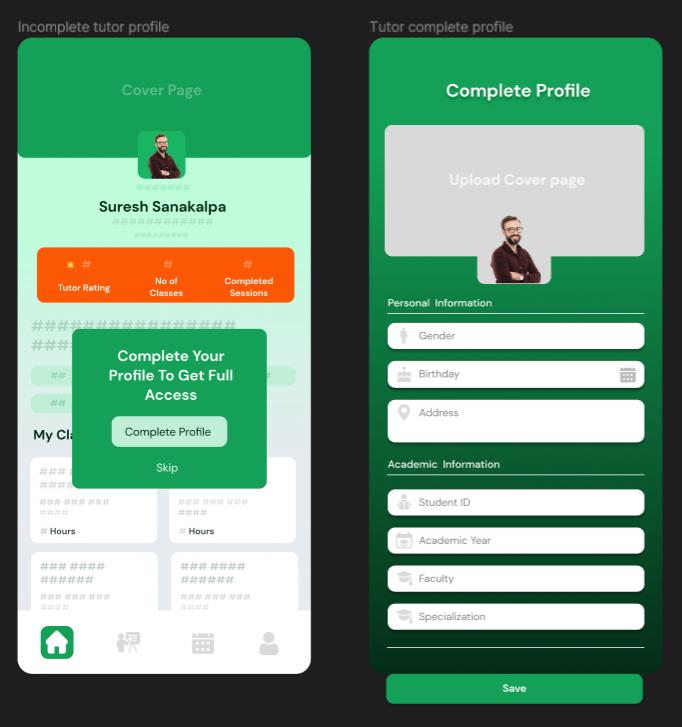 Incomplete tutor profile
Cover Page
#######
Suresh Sanakalpa
############
#########
# # #
Tutor Rating
No of
Classes
Completed
Sessions
#################
###
Complete Your
Profile To Get Full
Access
Complete Profile
Skip
##
#
##
My Cla
###
####
### ### ###
####
# Hours
### ### ###
####
# Hours
### ####
######
### ### ###
####
### ####
######
### ### ###
####
Tutor complete profile
Complete Profile
Upload Cover page
Personal Information
Gender
Birthday
Address
Academic Information
Student ID
Academic Year
Faculty
Specialization
Save